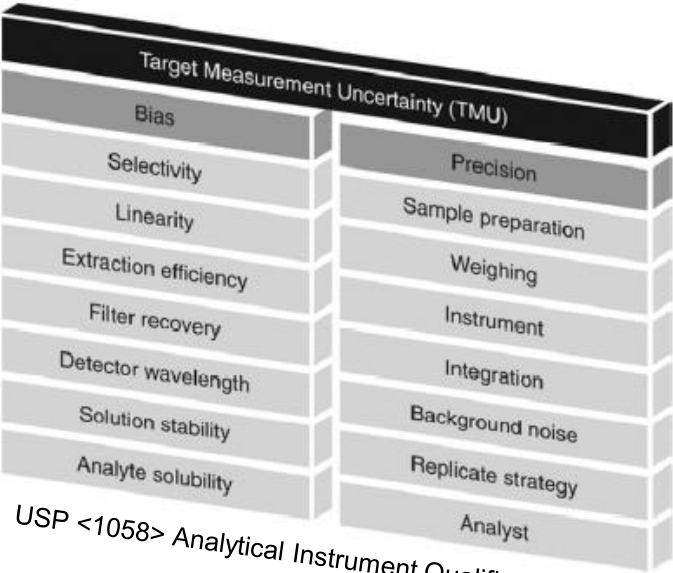 Target Measurement Uncertainty (TMU)
Bias
Selectivity
Linearity
Extraction efficiency
Filter recovery
Detector wavelength
Solution stability
Analyte solubility
Precision
Sample preparation
Weighing
Instrument
Integration
Background noise
Replicate strategy
Analyst
USP <1058> Analytical Instrument